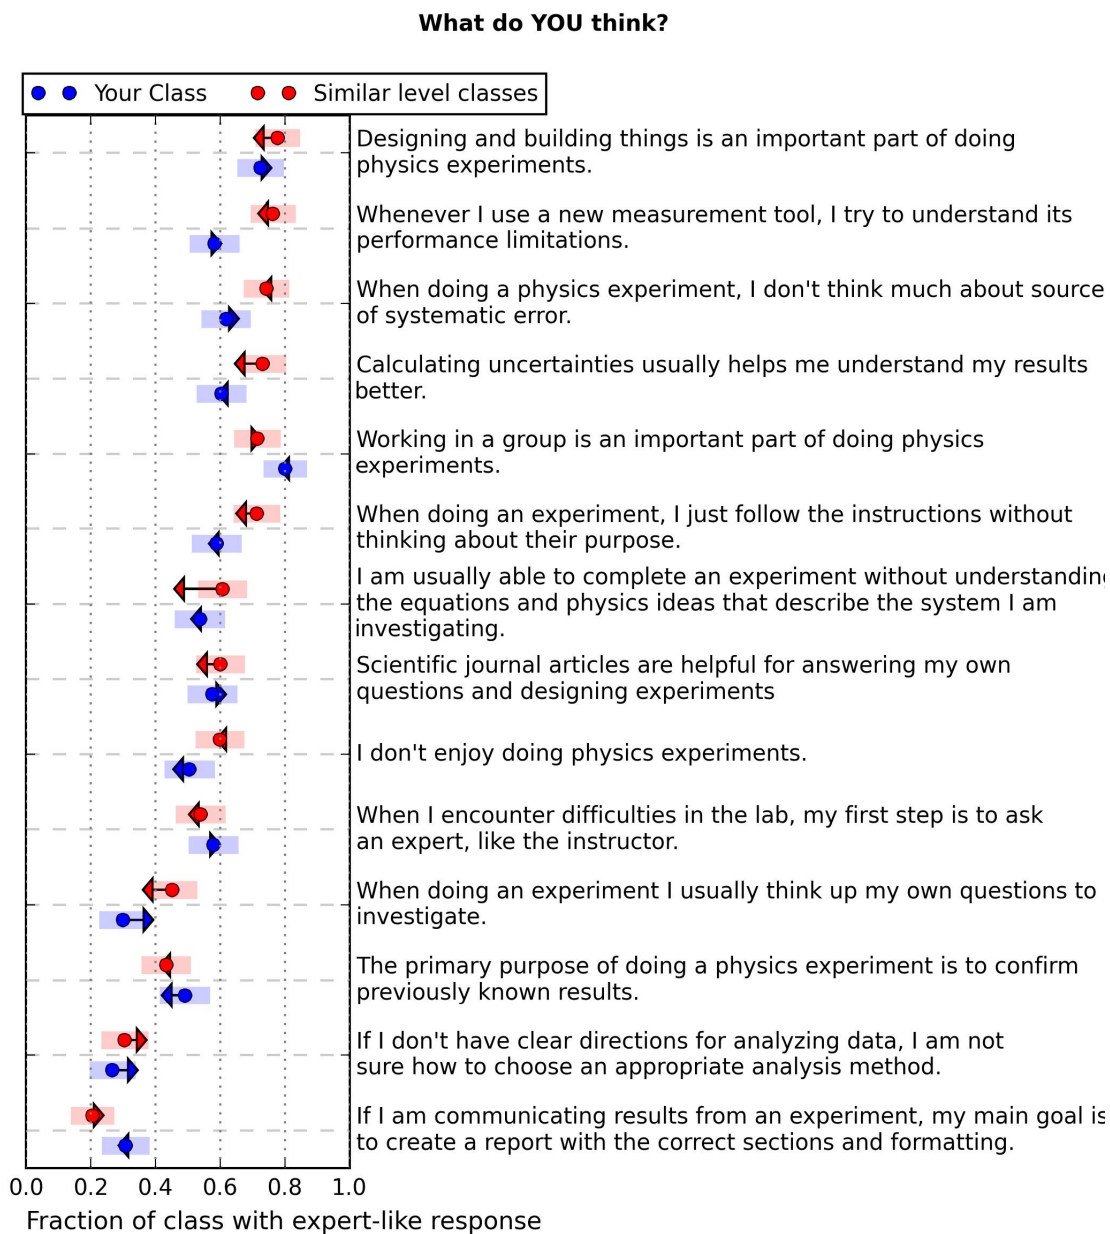 What do YOU think?
Your Class
Similar level classes
Designing and building things is an important part of doing
physics experiments.
Whenever I use a new measurement tool, I try to understand its
performance limitations.
When doing a physics experiment, I don't think much about source
of systematic error.
Calculating uncertainties usually helps me understand my results
better.
Working in a group is an important part of doing physics
experiments.
When doing an experiment, I just follow the instructions without
thinking about their purpose.
I am usually able to complete an experiment without understanding
the equations and physics ideas that describe the system I am
investigating.
Scientific journal articles are helpful for answering my own
questions and designing experiments
I don't enjoy doing physics experiments.
When I encounter difficulties in the lab, my first step is to ask
an expert, like the instructor.
When doing an experiment I usually think up my own questions to
investigate.
The primary purpose of doing a physics experiment is to confirm
previously known results.
If I don't have clear directions for analyzing data, I am not
sure how to choose an appropriate analysis method.
If I am communicating results from an experiment, my main goal is
to create a report with the correct sections and formatting.
0.0 0.2 0.4 0.6 0.8 1.0
Fraction of class with expert-like response